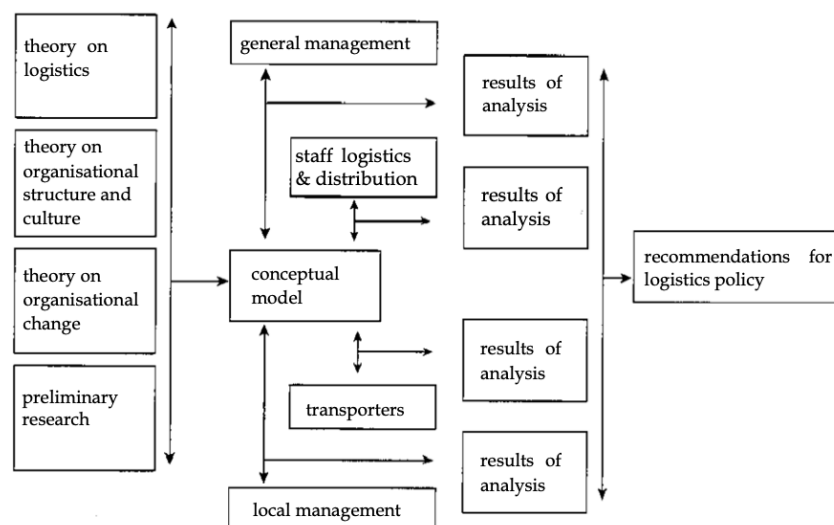 theory on
logistics
theory on
organisational
structure and
culture
theory on
organisational
change
preliminary
research
general management
staff logistics
& distribution
conceptual
model
transporters
local management
results of
analysis
results of
analysis
results of
analysis
results of
analysis
recommendations for
logistics policy